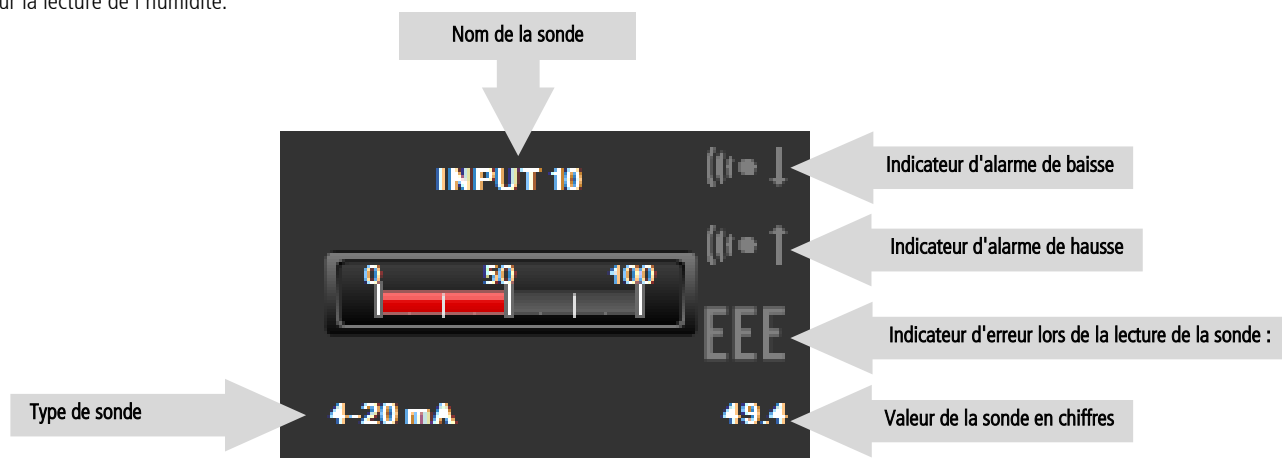 ur la lecture de l'humidité.
Nom de la sonde
INPUT 10
Indicateur d'alarme de baisse
Indicateur d'alarme de hausse
0 50 100
EEE
Indicateur d'erreur lors de la lecture de la sonde :
Type de sonde
4-20 mA
49.4
Valeur de la sonde en chiffres